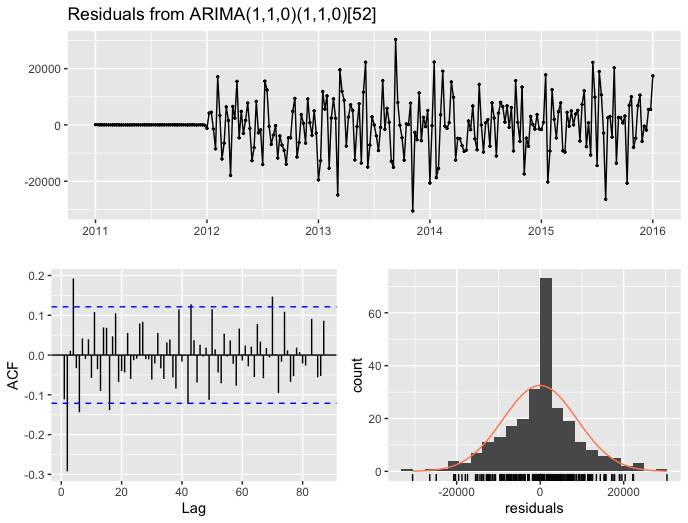 Residuals from ARIMA(1,1,0)(1,1,0)[52]
20000
0
-20000
2011 2012 2013 2014 2015 2016
0.2
0.1
0.0
-0.1
-0.2
-0.3
ACF
0 20 40 60 80
Lag
60
40
20
0
count
-20000 0 20000
residuals